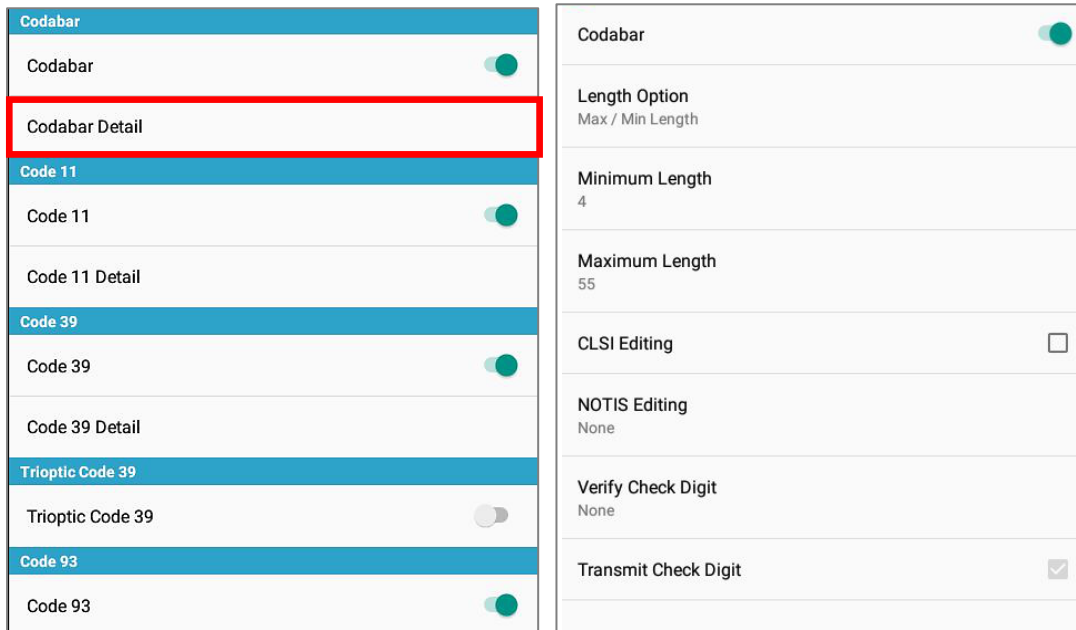 Codabar
Codabar
Codabar Detail
Code 11
Code 11
Code 11 Detail
Code 39
Code 39
Code 39 Detail
Trioptic Code 39
Trioptic Code 39
Code 93
Code 93
Codabar
Length Option
Max / Min Length
Minimum Length
4
Maximum Length
55
CLSI Editing
NOTIS Editing
None
Verify Check Digit
None
Transmit Check Digit